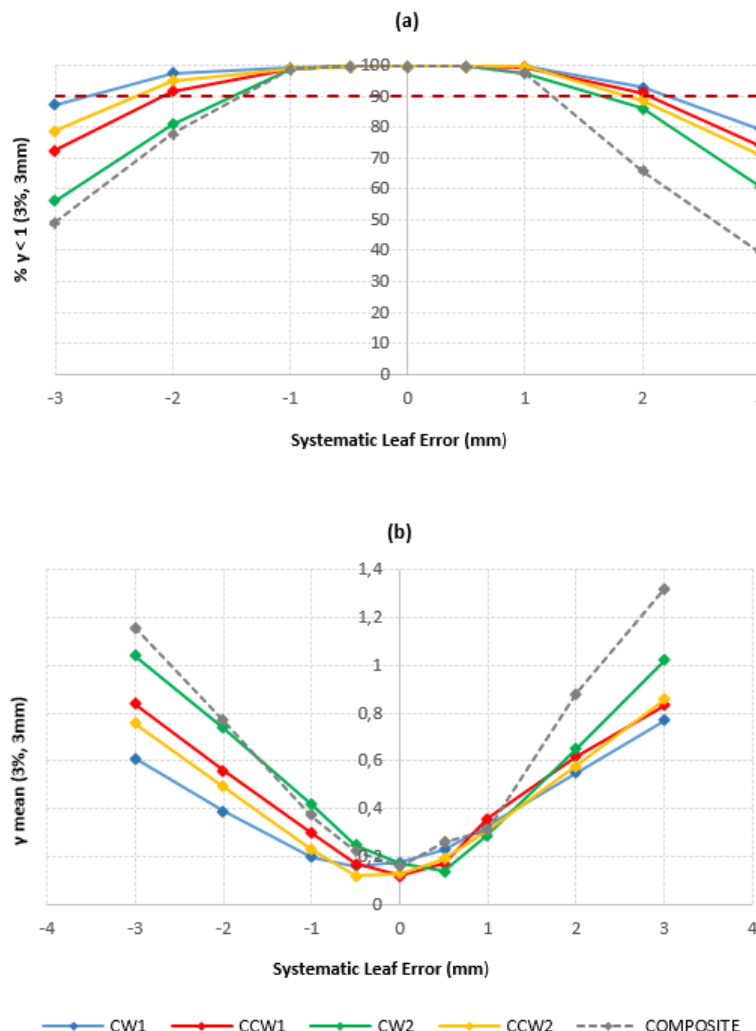 (a)
100
90
80
70
60
50
40
30
20
10
0
% γ < 1 (3%, 3mm)
-3 -2 -1 0 1 2
Systematic Leaf Error (mm)
(b)
1,4
1,2
1
0,8
0,6
0,4
0,2
0
γ mean (3%, 3mm)
-4 -3 -2 -1 0 1 2 3 4
Systematic Leaf Error (mm)
CW1 CCW1 CW2 CCW2 COMPOSITE